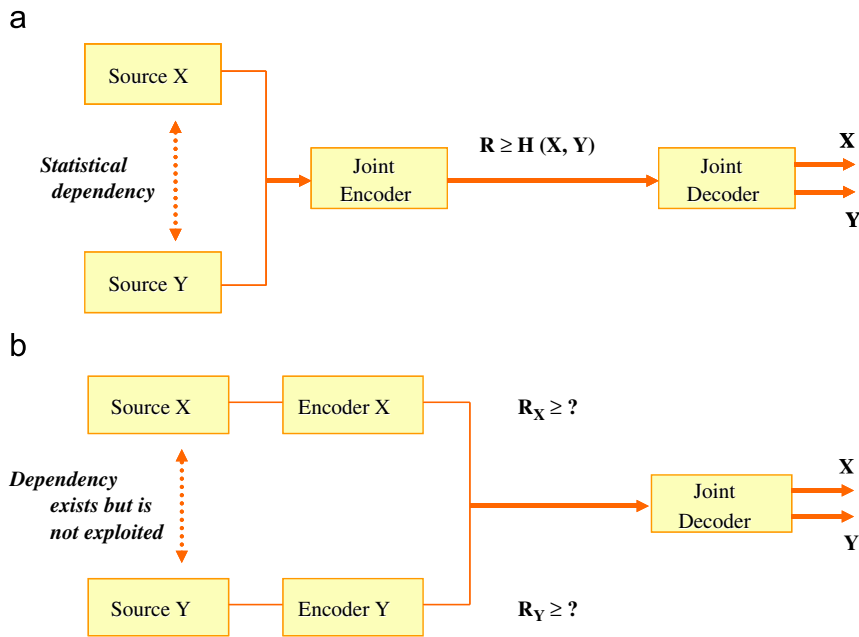 a
Source X
Statistical
dependency
Source Y
Joint
Encoder
R ≥ H (X, Y)
Joint
Decoder
X
Y
b
Source X
Encoder X
R_X ≥ ?
Dependency
exists but is
not exploited
Joint
Decoder
X
Y
Source Y
Encoder Y
R_Y ≥ ?